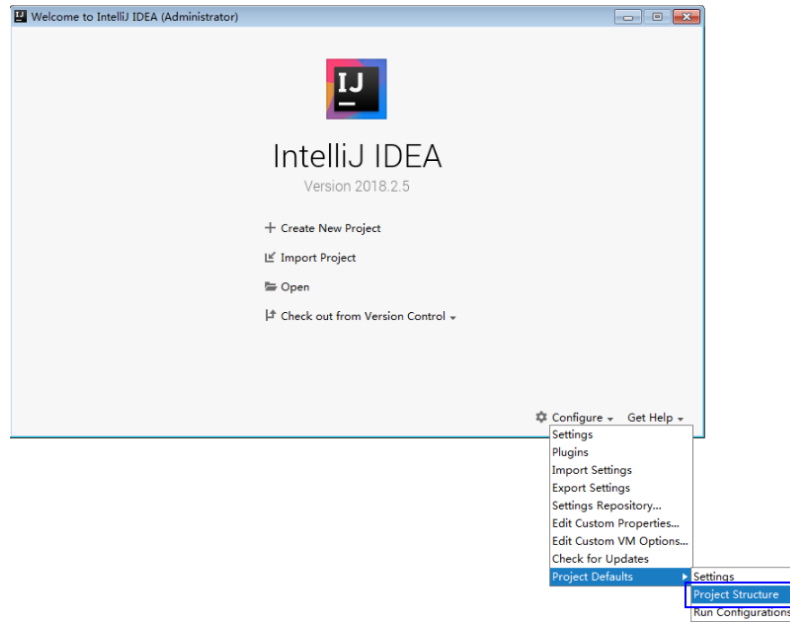 Welcome to IntelliJ IDEA (Administrator)
IJ
IntelliJ IDEA
Version 2018.2.5
Create New Project
Import Project
Open
Check out from Version Control
Configure Get Help
Settings
Plugins
Import Settings
Export Settings
Settings Repository...
Edit Custom Properties...
Edit Custom VM Options...
Check for Updates
Project Defaults
Settings
Project Structure
Run Configurations